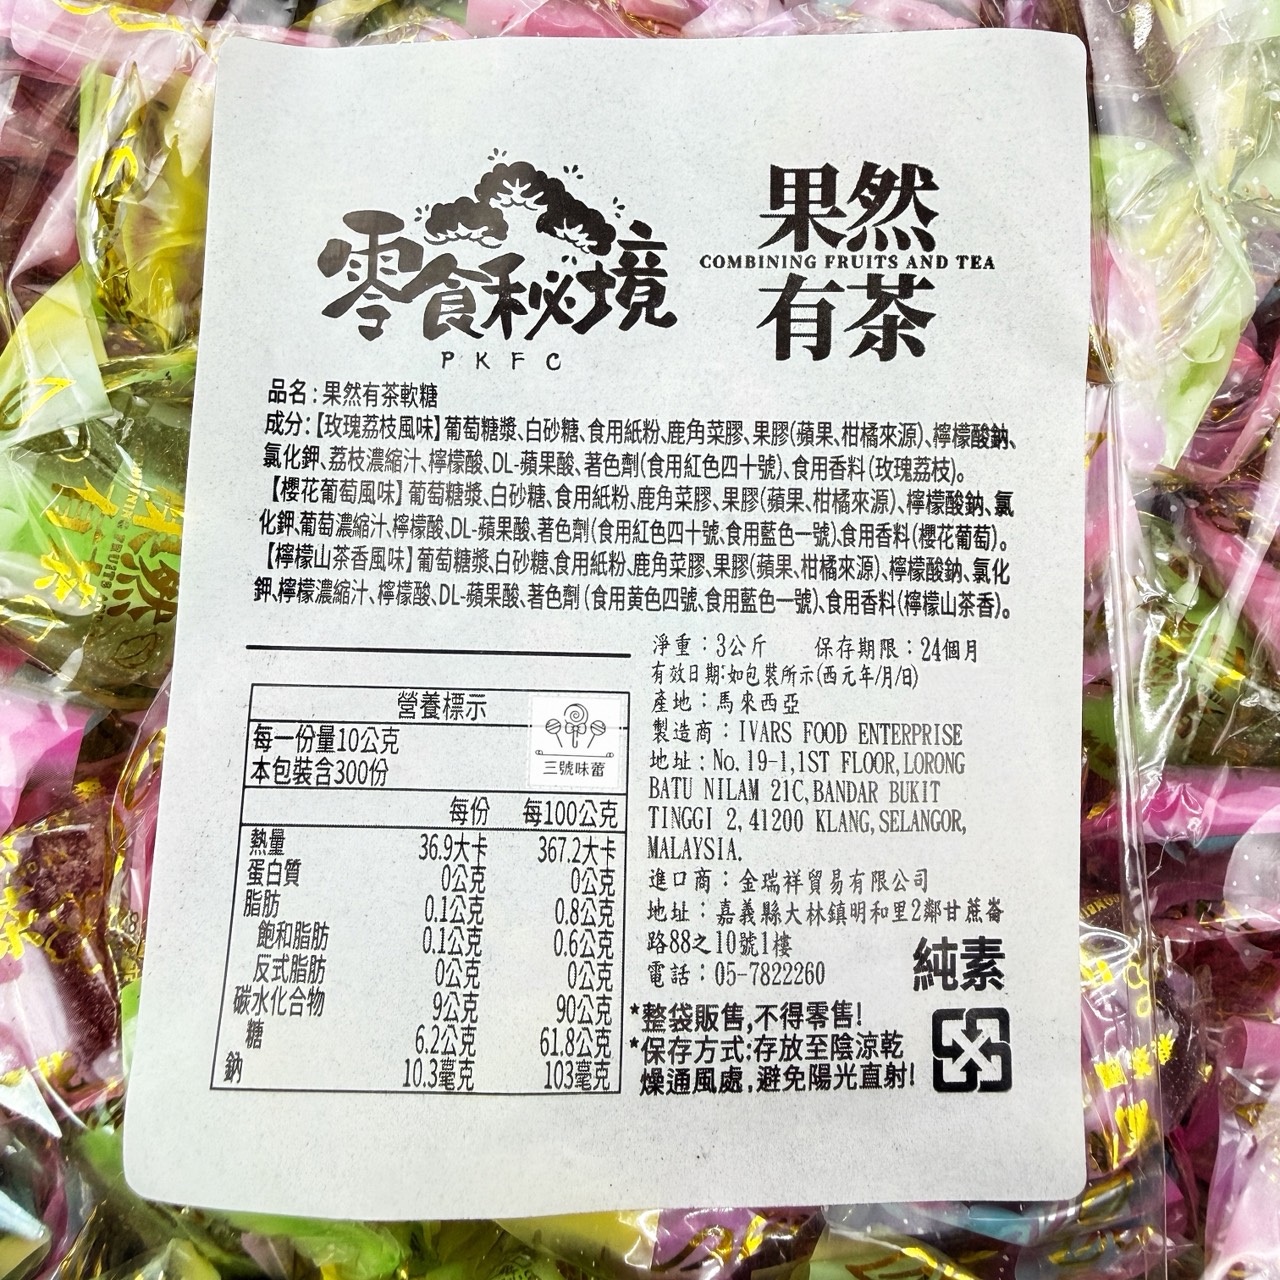 零食秘境
PKFC
果然
COMBINING FRUITS AND TEA
有茶
品名:果然有茶軟糖
成分:【玫瑰荔枝風味】葡萄糖漿、白砂糖、食用紙粉、鹿角菜膠、果膠(蘋果、柑橘來源)、檸檬酸鈉、
氯化鉀、荔枝濃縮汁、檸檬酸、DL-蘋果酸、著色劑(食用紅色四十號)、食用香料(玫瑰荔枝)。
【櫻花葡萄風味】葡萄糖漿、白砂糖、食用紙粉、鹿角菜膠、果膠(蘋果、柑橘來源)、檸檬酸鈉、氯
化鉀、葡萄濃縮汁、檸檬酸、DL-蘋果酸、著色劑(食用紅色四十號、食用藍色一號)、食用香料(櫻花葡萄)。
【檸檬山茶香風味】葡萄糖漿、白砂糖、食用紙粉、鹿角菜膠、果膠(蘋果、柑橘來源)、檸檬酸鈉、氯化
鉀、檸檬濃縮汁、檸檬酸、DL-蘋果酸、著色劑(食用黃色四號、食用藍色一號)、食用香料(檸檬山茶香)。
營養標示
每一份量10公克
本包裝含300份
三號味蕾
每份 每100公克
熱量 36.9大卡 367.2大卡
蛋白質 0公克 0公克
脂肪 0.1公克 0.8公克
飽和脂肪 0.1公克 0.6公克
反式脂肪 0公克 0公克
碳水化合物 9公克 90公克
糖 6.2公克 61.8公克
鈉 10.3毫克 103毫克
淨重:3公斤 保存期限:24個月
有效日期:如包裝所示(西元年/月/日)
產地:馬來西亞
製造商:IVARS FOOD ENTERPRISE
地址:No.19-1,1ST FLOOR,LORONG
BATU NILAM 21C,BANDAR BUKIT
TINGGI 2,41200 KLANG,SELANGOR,
MALAYSIA.
進口商:金瑞祥貿易有限公司
地址:嘉義縣大林鎮明和里2鄰甘蔗崙
路88之10號1樓
電話:05-7822260
純素
*整袋販售,不得零售!
*保存方式:存放至陰涼乾
燥通風處,避免陽光直射!